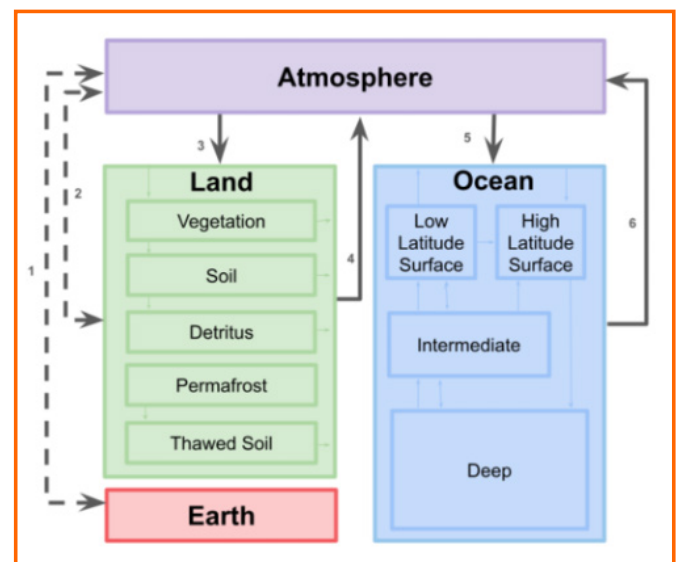 Atmosphere
3
5
Land
Ocean
Vegetation
Low
Latitude
Surface
High
Latitude
Surface
2
6
4
1
Soil
Detritus
Intermediate
Permafrost
Thawed Soil
Deep
Earth